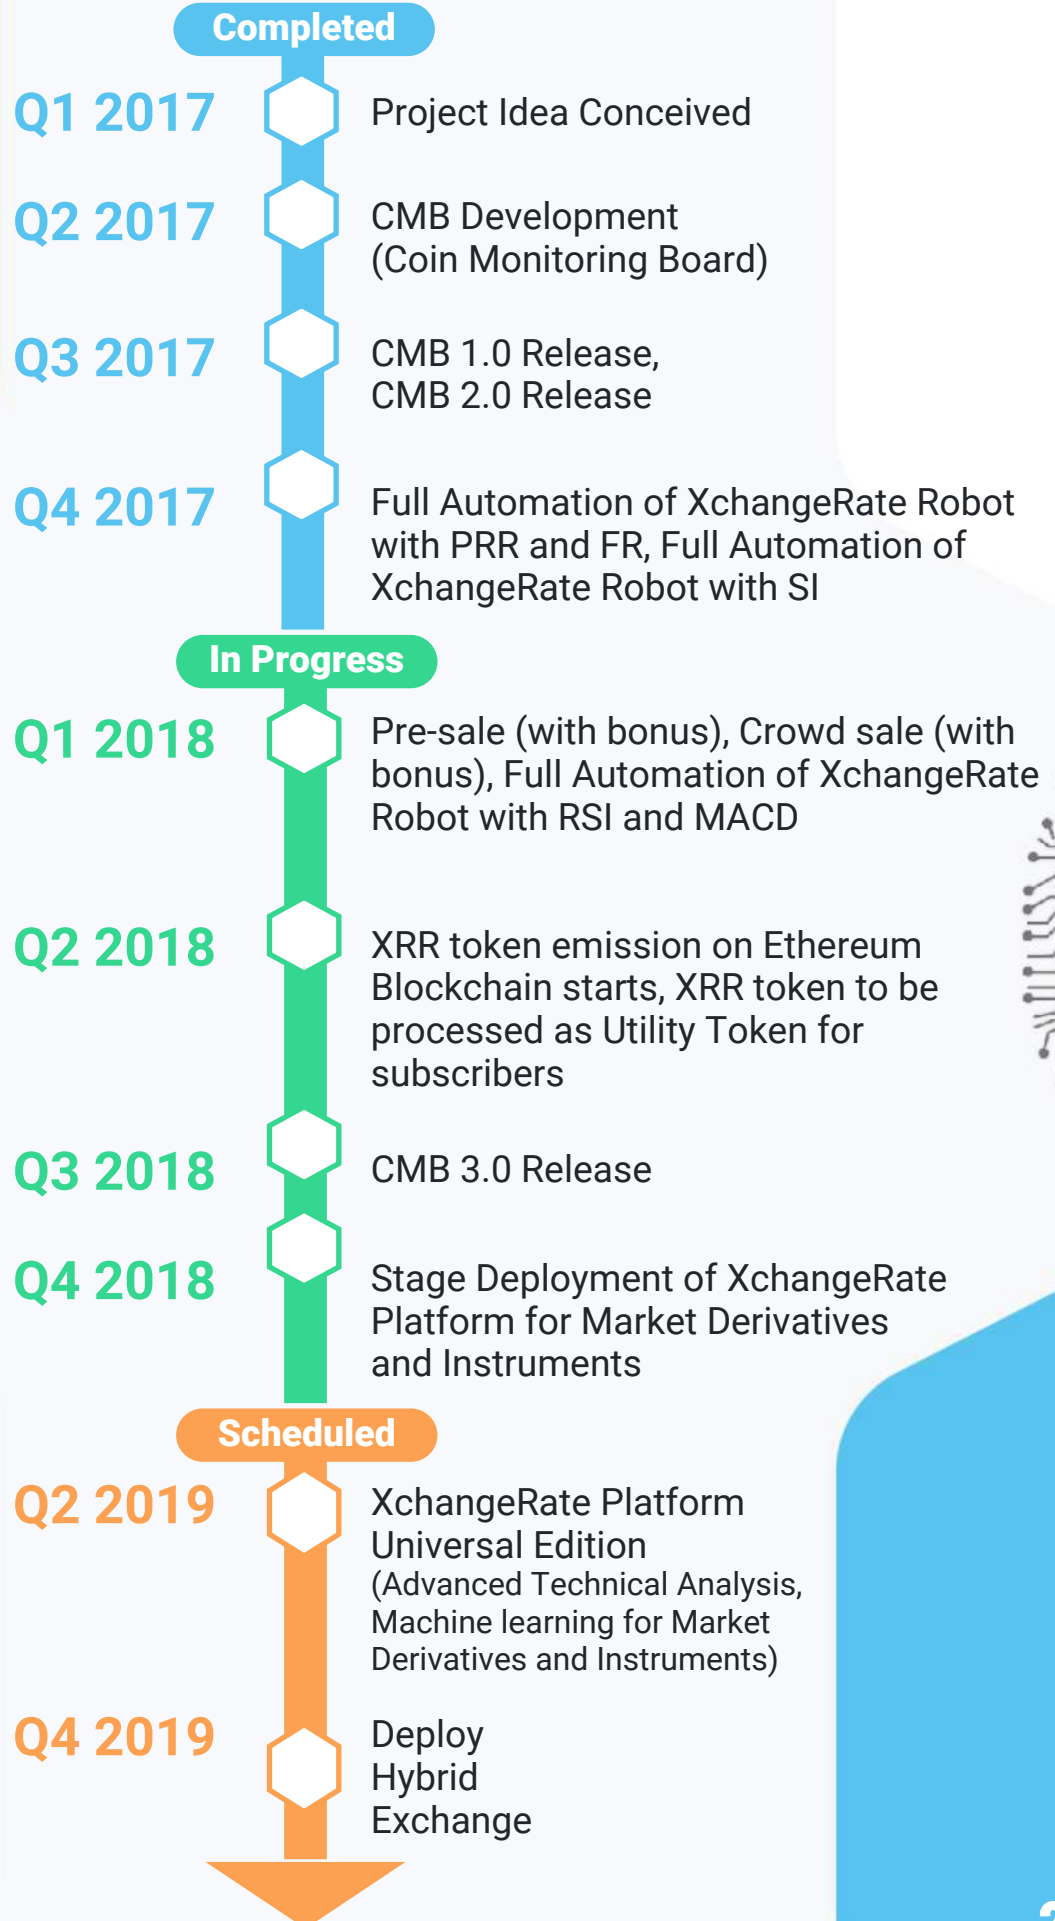 Completed
Q1 2017
Project Idea Conceived
Q2 2017
CMB Development
(Coin Monitoring Board)
Q3 2017
CMB 1.0 Release,
CMB 2.0 Release
Q4 2017
Full Automation of XchangeRate Robot
with PRR and FR, Full Automation of
XchangeRate Robot with SI
In Progress
Q1 2018
Pre-sale (with bonus), Crowd sale (with
bonus), Full Automation of XchangeRate
Robot with RSI and MACD
Q2 2018
XRR token emission on Ethereum
Blockchain starts, XRR token to be
processed as Utility Token for
subscribers
Q3 2018
CMB 3.0 Release
Q4 2018
Stage Deployment of XchangeRate
Platform for Market Derivatives
and Instruments
Scheduled
Q2 2019
XchangeRate Platform
Universal Edition
(Advanced Technical Analysis,
Machine learning for Market
Derivatives and Instruments)
Q4 2019
Deploy
Hybrid
Exchange